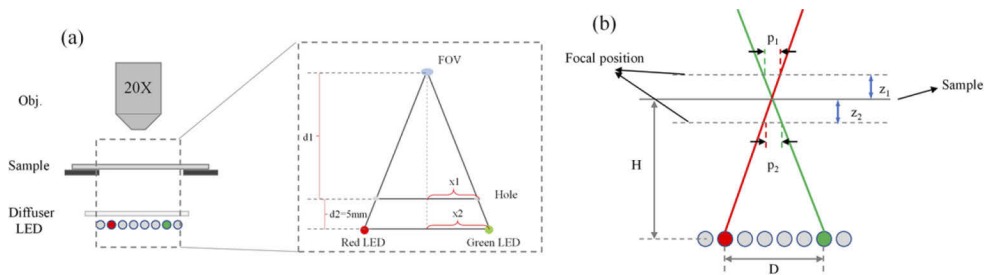 (a)
20X
Obj.
Sample
Diffuser
LED
FOV
d1
x1
Hole
d2=5mm
x2
Red LED
Green LED
(b)
p₁
Focal position
z₁
Sample
z₂
H
p₂
D